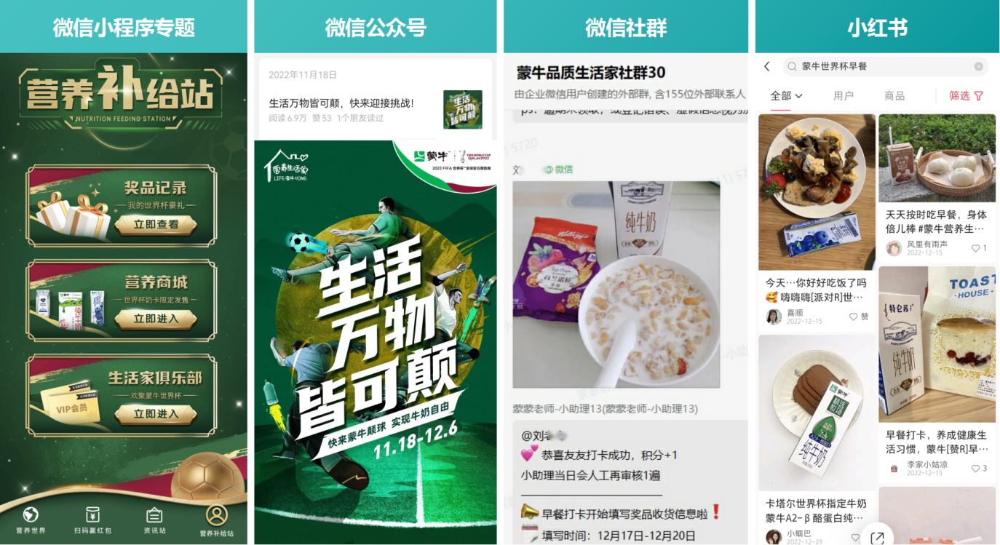 微信小程序专题
营养补给站
NUTRITION FEEDING STATION
奖品记录
我的世界杯豪礼
立即查看
营养商城
世界杯奶卡限定发售
立即进入
生活家俱乐部
欢聚蒙牛世界杯
VIP会员
立即进入
营养世界
扫码赢红包
资讯站
营养补给站
微信公众号
2022年11月18日
生活万物皆可颠，快来迎接挑战！
阅读 6.9万 赞 53 1个朋友读过
生活
万物
皆可颠
营养生活家
LIFE 蒙牛HOME
蒙牛
FIFA WORLD CUP
Qatar2022
2022 FIFA 世界杯™全球官方赞助商
生活
万物
皆可颠
快来蒙牛颠球 实现牛奶自由
11.18-12.6
微信社群
蒙牛品质生活家社群30
由企业微信用户创建的外部群, 含155位外部联系人
5720
刘
@微信
纯牛奶
蒙蒙老师-小助理13(蒙蒙老师-小助理13)
@刘
恭喜友友打卡成功，积分+1
小助理当日会人工再审核1遍
早餐打卡开始填写奖品收货信息啦❗
填写时间：12月17日-12月20日
小红书
蒙牛世界杯早餐
全部 用户 商品 筛选
今天…你好好吃饭了吗
🥰 嗨嗨嗨[派对R]世…
喜顺
2022-12-15
赞
天天按时吃早餐，身体
倍儿棒 #蒙牛营养生…
风里有雨声
2022-12-15
1
特仑苏
纯牛奶
TOAST
·HOUSE·
早餐打卡，养成健康生
活习惯，蒙牛[赞R]早…
李家小姑凉
2022-12-15
3
蒙牛
精选牧场
纯牛奶
卡塔尔世界杯指定牛奶
蒙牛A2-β酪蛋白纯…
小蝈巴
2022-12-29